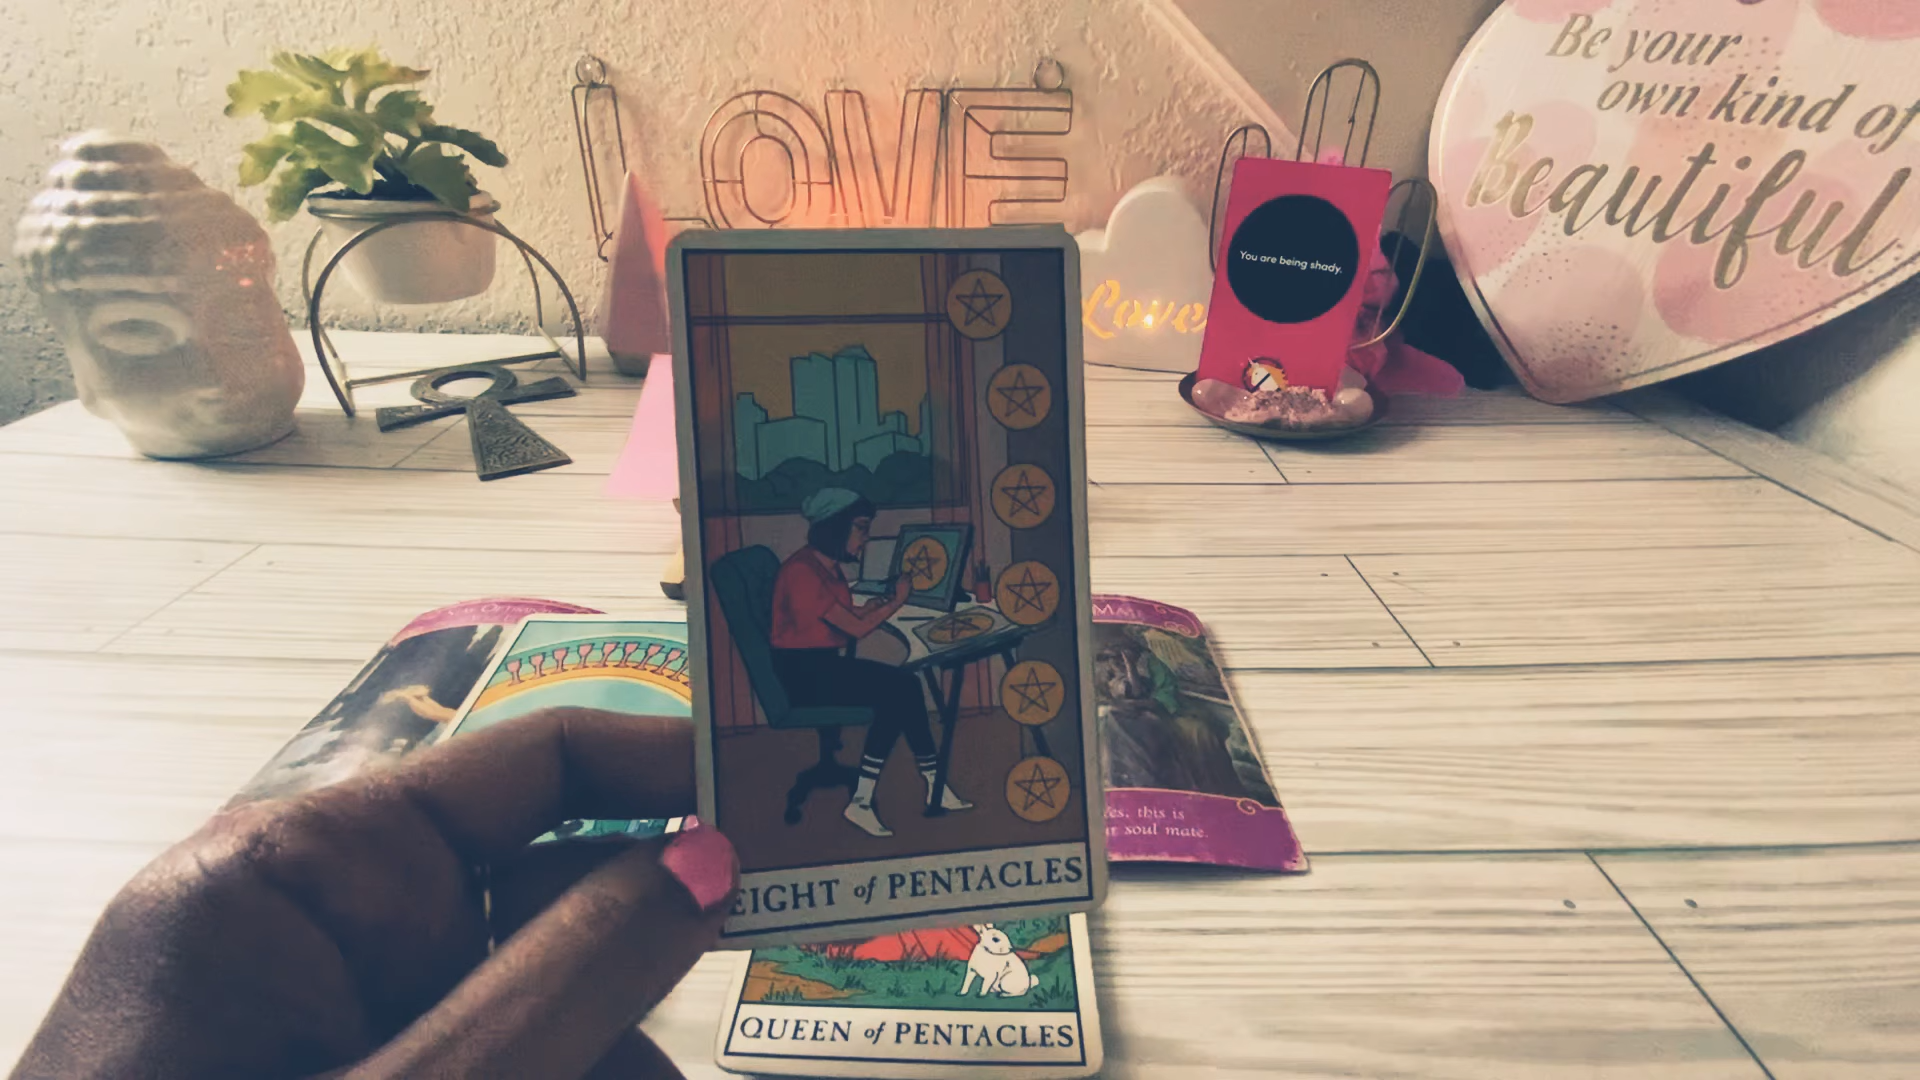 Be your
own kind of
Beautiful
LOVE
Love
You are being shady.
EIGHT of PENTACLES
es, this is
soul mate.
QUEEN of PENTACLES